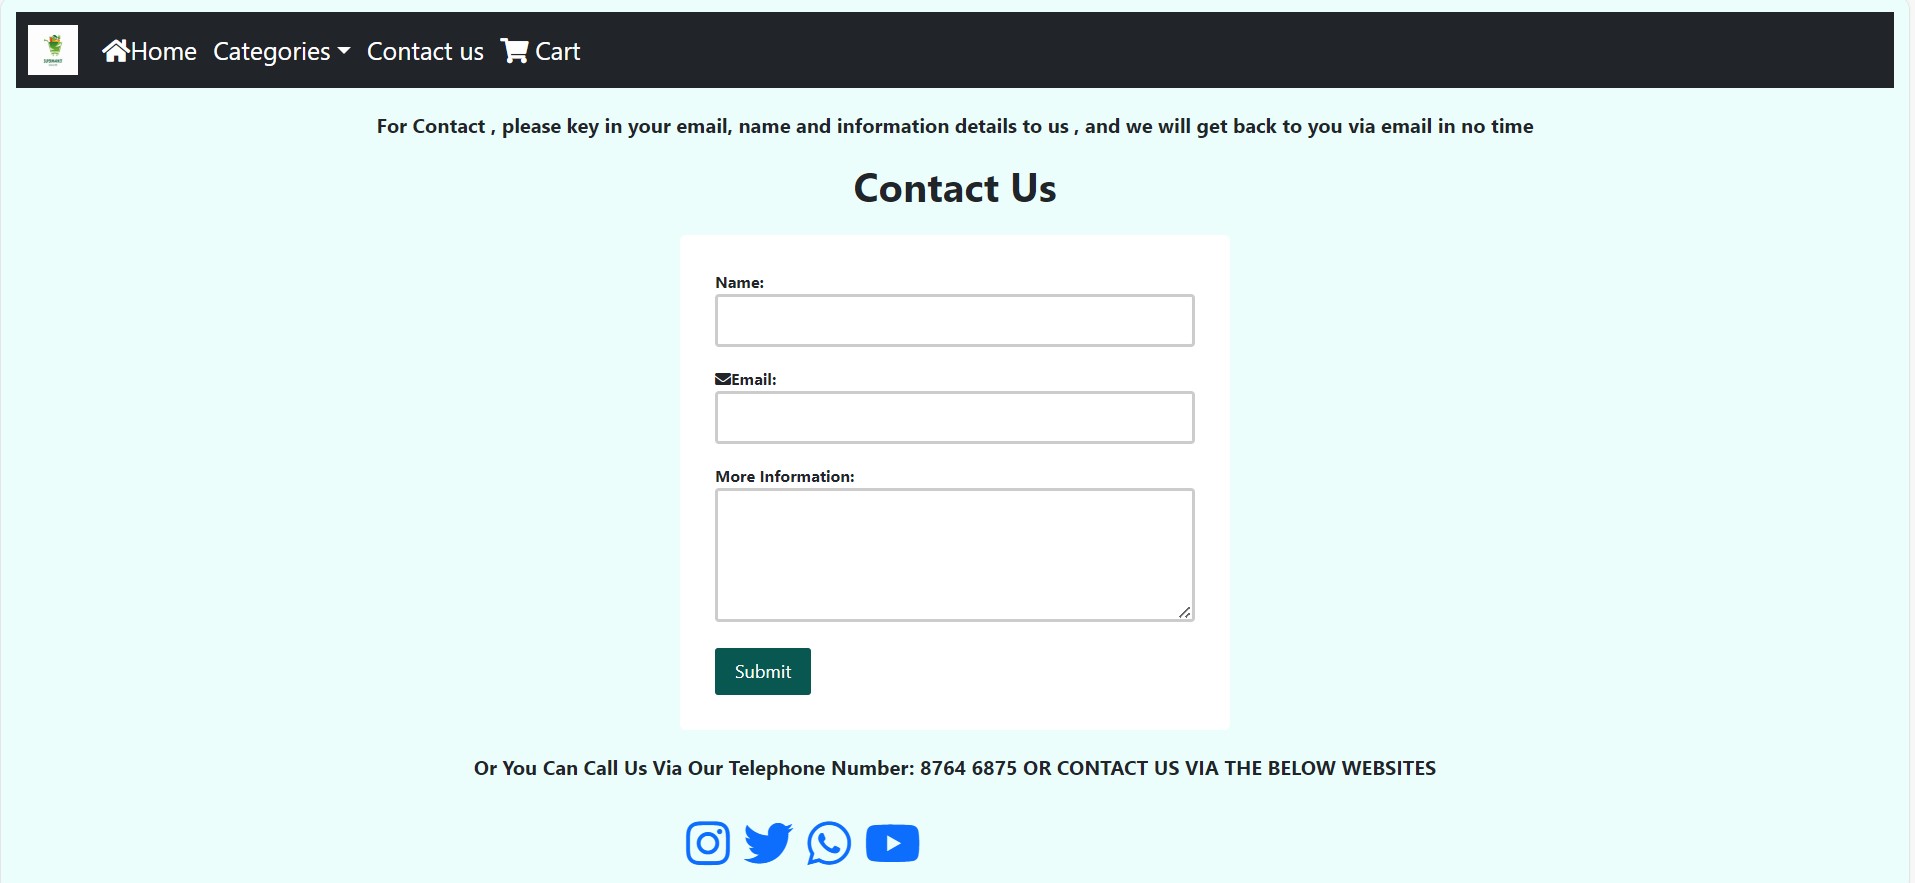 Home Categories Contact us Cart
For Contact , please key in your email, name and information details to us , and we will get back to you via email in no time
Contact Us
Name:
Email:
More Information:
Submit
Or You Can Call Us Via Our Telephone Number: 8764 6875 OR CONTACT US VIA THE BELOW WEBSITES